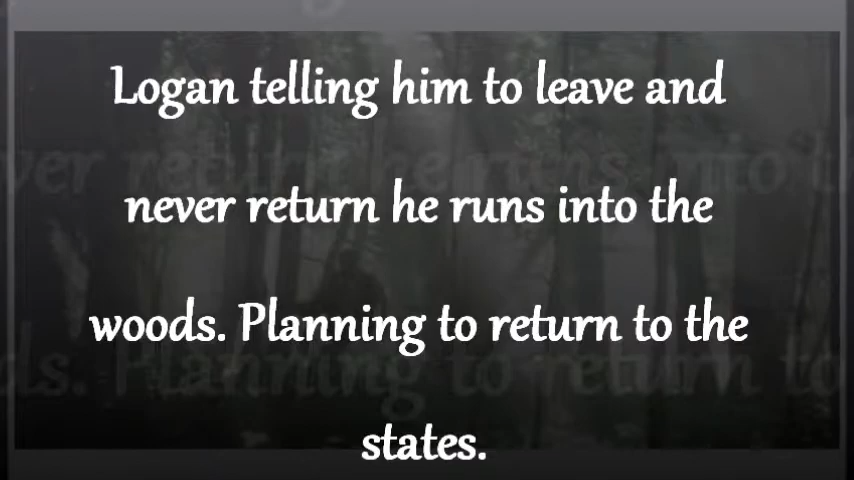 Logan telling him to leave and
never return he runs into the
woods. Planning to return to the
states.